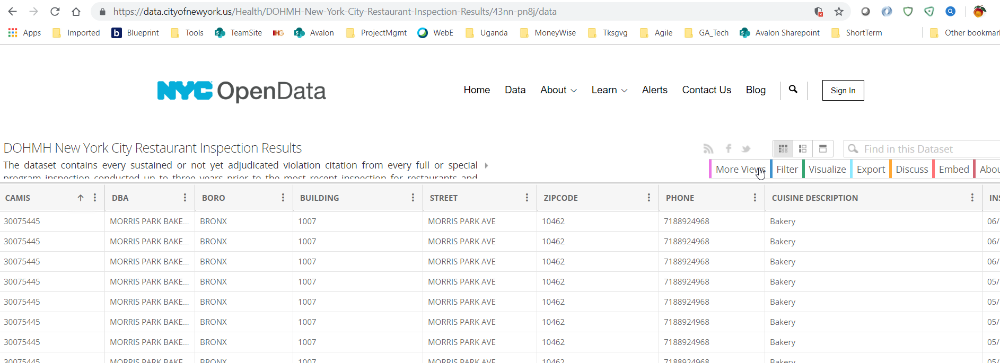 https://data.cityofnewyork.us/Health/DOHMH-New-York-City-Restaurant-Inspection-Results/43nn-pn8j/data
Apps Imported b Blueprint Tools TeamSite IHG Avalon ProjectMgmt WebE Uganda MoneyWise Tksgvg Agile GA_Tech Avalon Sharepoint ShortTerm Other bookmar
NYC OpenData Home Data About Learn Alerts Contact Us Blog Sign In
DOHMH New York City Restaurant Inspection Results Find in this Dataset
The dataset contains every sustained or not yet adjudicated violation citation from every full or special
More Views Filter Visualize Export Discuss Embed Abou
program inspection conducted up to three years prior to the most recent inspection for restaurants and
CAMIS DBA BORO BUILDING STREET ZIPCODE PHONE CUISINE DESCRIPTION INS
30075445 MORRIS PARK BAKE... BRONX 1007 MORRIS PARK AVE 10462 7188924968 Bakery 06/
30075445 MORRIS PARK BAKE... BRONX 1007 MORRIS PARK AVE 10462 7188924968 Bakery 06/
30075445 MORRIS PARK BAKE... BRONX 1007 MORRIS PARK AVE 10462 7188924968 Bakery 06/
30075445 MORRIS PARK BAKE... BRONX 1007 MORRIS PARK AVE 10462 7188924968 Bakery 05/
30075445 MORRIS PARK BAKE... BRONX 1007 MORRIS PARK AVE 10462 7188924968 Bakery 05/
30075445 MORRIS PARK BAKE... BRONX 1007 MORRIS PARK AVE 10462 7188924968 Bakery 05/
30075445 MORRIS PARK BAKE... BRONX 1007 MORRIS PARK AVE 10462 7188924968 Bakery 05/
30075445 MORRIS PARK BAKE... BRONX 1007 MORRIS PARK AVE 10462 7188924968 Bakery 05/